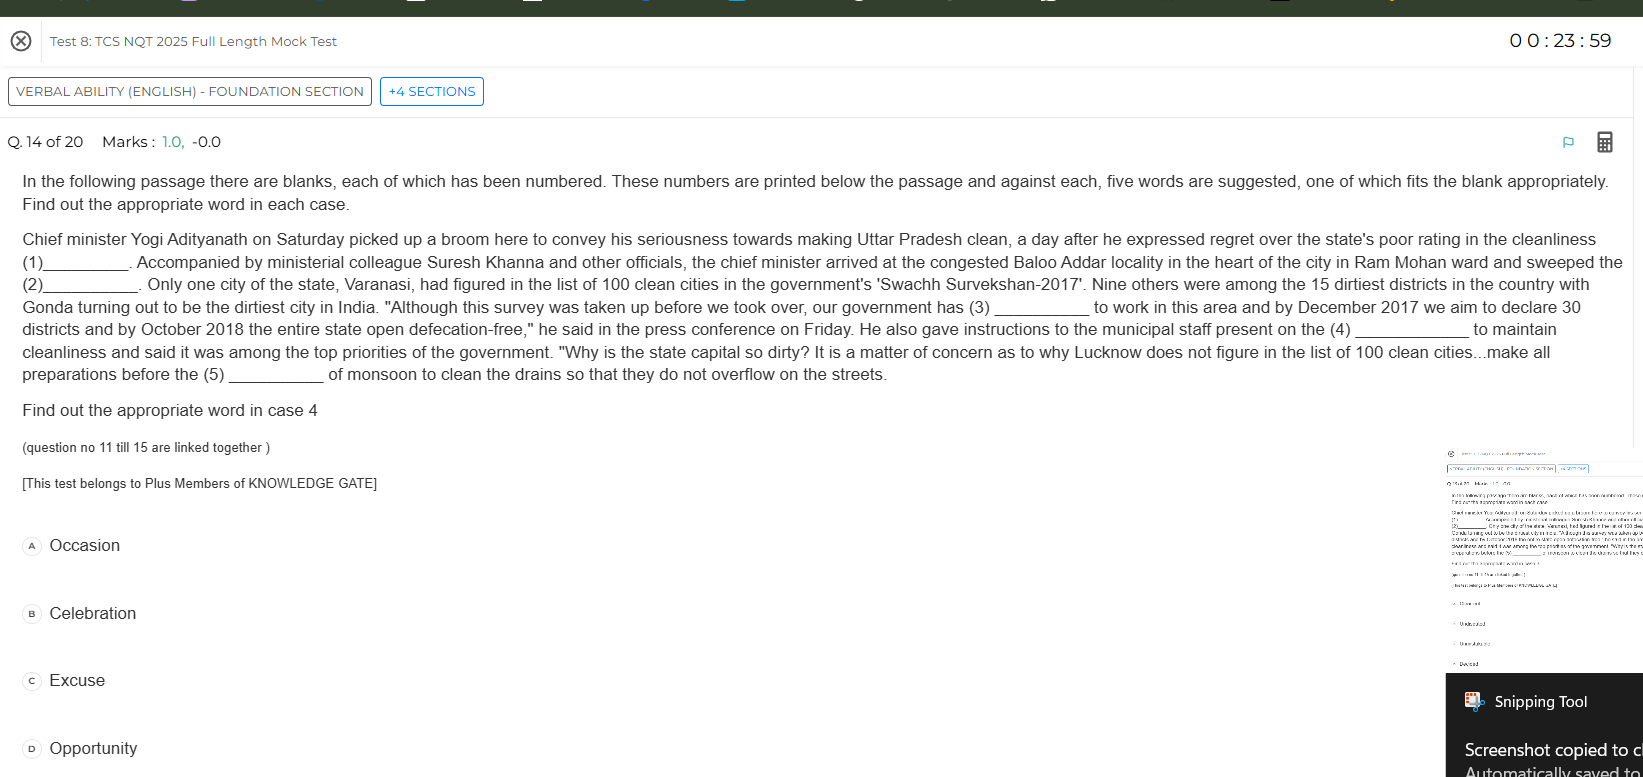 Test 8: TCS NQT 2025 Full Length Mock Test
0 0 : 23 : 59
VERBAL ABILITY (ENGLISH) - FOUNDATION SECTION
+4 SECTIONS
Q. 14 of 20 Marks : 1.0, -0.0
In the following passage there are blanks, each of which has been numbered. These numbers are printed below the passage and against each, five words are suggested, one of which fits the blank appropriately.
Find out the appropriate word in each case.
Chief minister Yogi Adityanath on Saturday picked up a broom here to convey his seriousness towards making Uttar Pradesh clean, a day after he expressed regret over the state's poor rating in the cleanliness
(1)_________. Accompanied by ministerial colleague Suresh Khanna and other officials, the chief minister arrived at the congested Baloo Addar locality in the heart of the city in Ram Mohan ward and sweeped the
(2)__________. Only one city of the state, Varanasi, had figured in the list of 100 clean cities in the government's 'Swachh Survekshan-2017'. Nine others were among the 15 dirtiest districts in the country with
Gonda turning out to be the dirtiest city in India. "Although this survey was taken up before we took over, our government has (3) __________ to work in this area and by December 2017 we aim to declare 30
districts and by October 2018 the entire state open defecation-free," he said in the press conference on Friday. He also gave instructions to the municipal staff present on the (4) ____________ to maintain
cleanliness and said it was among the top priorities of the government. "Why is the state capital so dirty? It is a matter of concern as to why Lucknow does not figure in the list of 100 clean cities...make all
preparations before the (5) __________ of monsoon to clean the drains so that they do not overflow on the streets.
Find out the appropriate word in case 4
(question no 11 till 15 are linked together )
[This test belongs to Plus Members of KNOWLEDGE GATE]
A Occasion
B Celebration
C Excuse
D Opportunity
Snipping Tool
Screenshot copied to
Automatically saved to